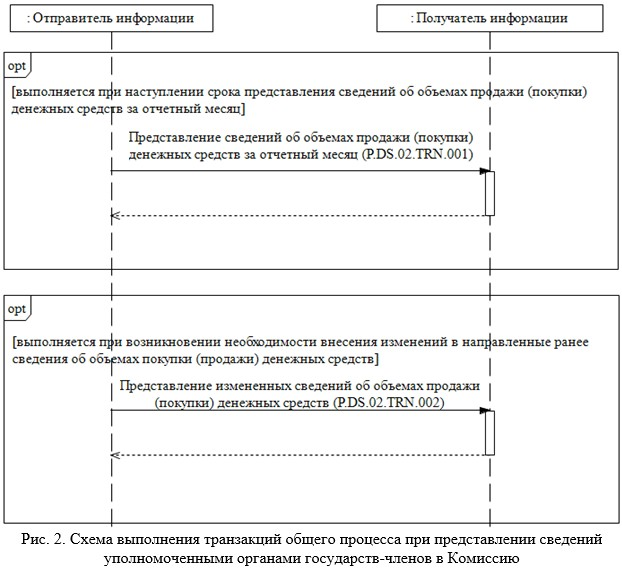 : Отправитель информации
: Получатель информации
opt
[выполняется при наступлении срока представления сведений об объемах продажи (покупки)
денежных средств за отчетный месяц]
Представление сведений об объемах продажи (покупки)
денежных средств за отчетный месяц (P.DS.02.TRN.001)
opt
[выполняется при возникновении необходимости внесения изменений в направленные ранее
сведения об объемах покупки (продажи) денежных средств]
Представление измененных сведений об объемах продажи
(покупки) денежных средств (P.DS.02.TRN.002)
Рис. 2. Схема выполнения транзакций общего процесса при представлении сведений
уполномоченными органами государств-членов в Комиссию